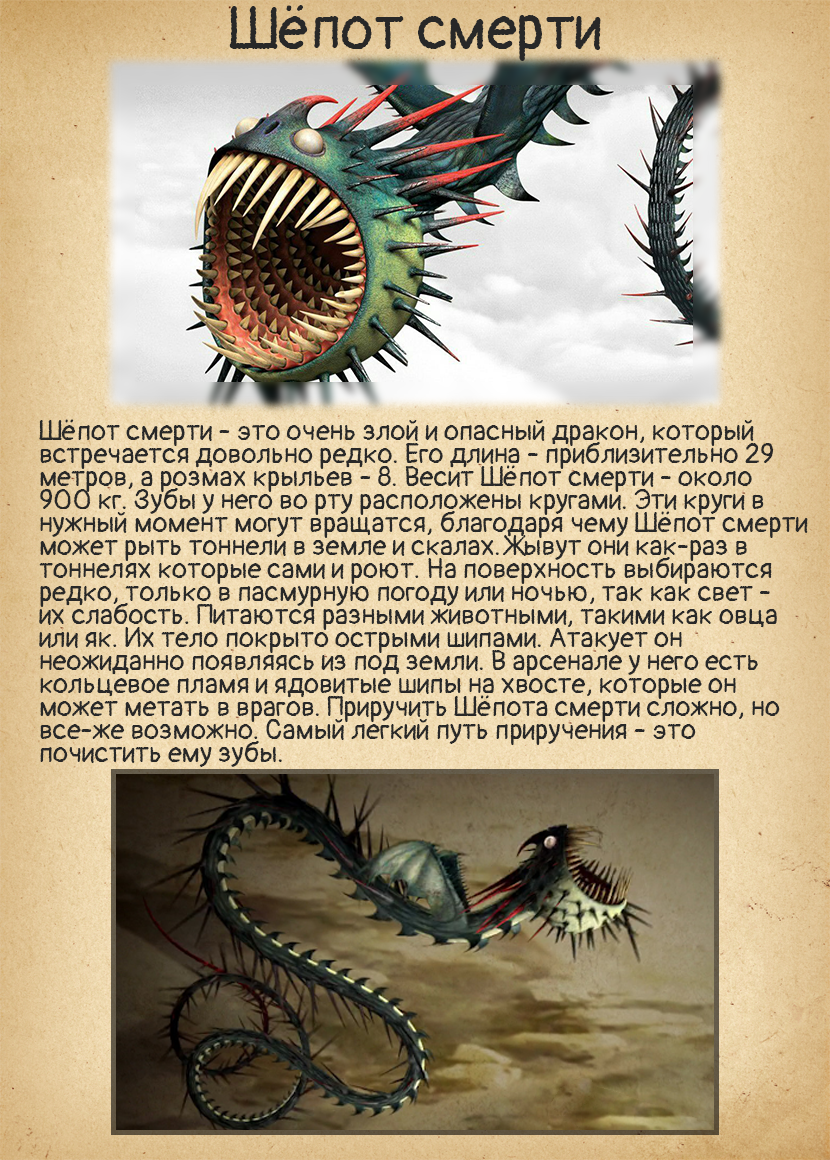 Шёпот смерти
Шёпот смерти - это очень злой и опасный дракон, который
встречается довольно редко. Его длина - приблизительно 29
метров, а розмах крыльев - 8. Весит Шёпот смерти - около
900 кг. Зубы у него во рту расположены кругами. Эти круги в
нужный момент могут вращатся, благодаря чему Шёпот смерти
может рыть тоннели в земле и скалах. Жывут они как-раз в
тоннелях которые сами и роют. На поверхность выбираются
редко, только в пасмурную погоду или ночью, так как свет -
их слабость. Питаются разными животными, такими как овца
или як. Их тело покрыто острыми шипами. Атакует он
неожиданно появляясь из под земли. В арсенале у него есть
кольцевое пламя и ядовитые шипы на хвосте, которые он
может метать в врагов. Приручить Шёпота смерти сложно, но
все-же возможно. Самый легкий путь приручения - это
почистить ему зубы.